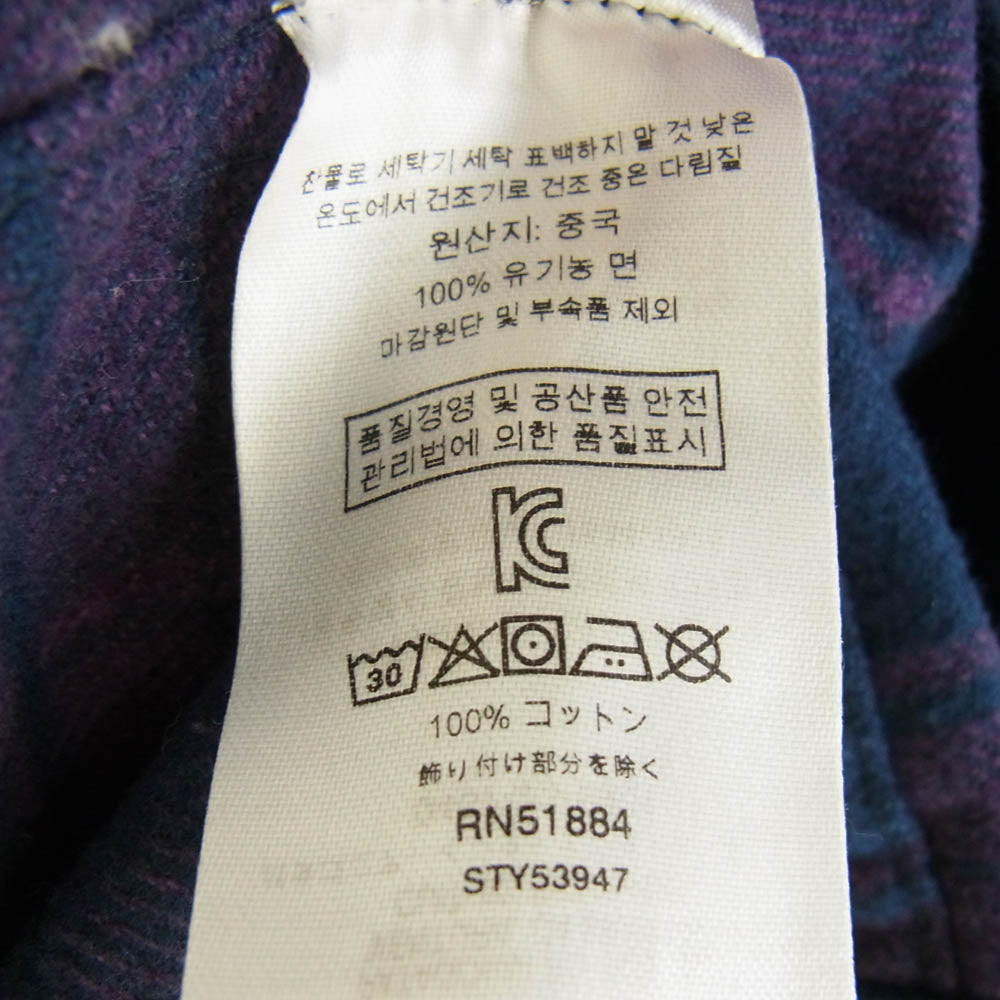 찬물로 세탁기 세탁 표백하지 말 것 낮은
온도에서 건조기로 건조 중온 다림질
원산지: 중국
100% 유기농 면
마감원단 및 부속품 제외
품질경영 및 공산품 안전
관리법에 의한 품질표시
KC
30
100% コットン
飾り付け部分を除く
RN51884
STY53947